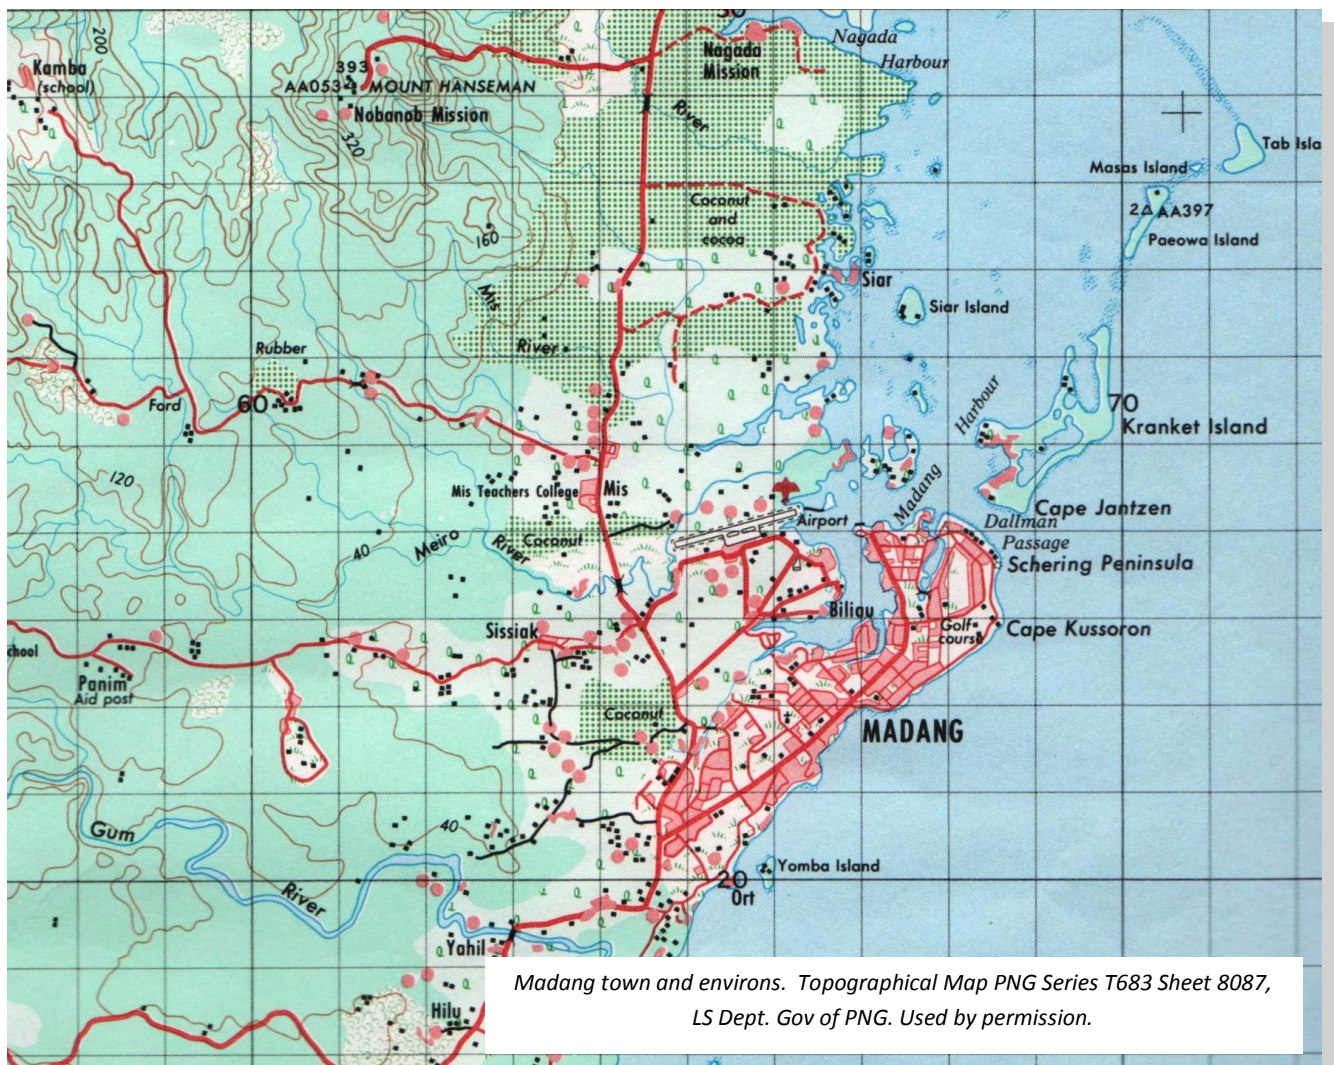 30
200
Kamba
(school)
393
AA053
MOUNT HANSEMAN
Nobanob Mission
320
Nagada
Mission
Nagada
Harbour
River
Tab Isla
Masas Island
2 AA397
Paeowa Island
Coconut
and
cocoa
160
Mis
River
Siar
Siar Island
Rubber
Ford
60
70
Kranket Island
Harbour
Madang
120
Mis Teachers College
Mis
Airport
Cape Jantzen
Dallman
Passage
Schering Peninsula
40
Meiro
River
Coconut
Biliau
Golf
course
Cape Kussoron
Sissiak
chool
Panim
Aid post
Coconut
MADANG
Gum
River
40
Yomba Island
20
Ort
Yahil
Hilu
Madang town and environs. Topographical Map PNG Series T683 Sheet 8087,
LS Dept. Gov of PNG. Used by permission.